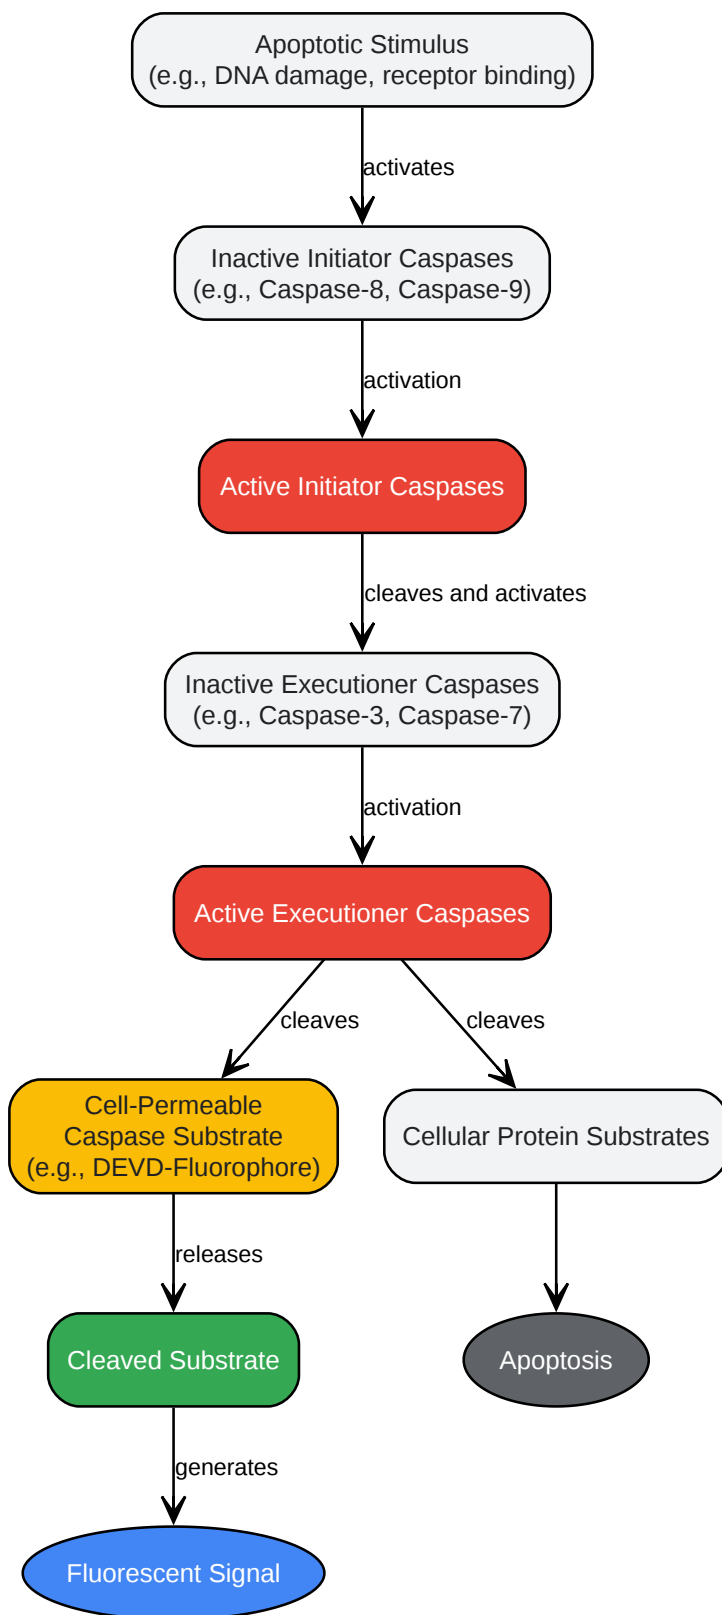 Apoptotic Stimulus
(e.g., DNA damage, receptor binding)
activates
Inactive Initiator Caspases
(e.g., Caspase-8, Caspase-9)
activation
Active Initiator Caspases
cleaves and activates
Inactive Executioner Caspases
(e.g., Caspase-3, Caspase-7)
activation
Active Executioner Caspases
cleaves
cleaves
Cell-Permeable
Caspase Substrate
(e.g., DEVD-Fluorophore)
Cellular Protein Substrates
releases
Cleaved Substrate
Apoptosis
generates
Fluorescent Signal